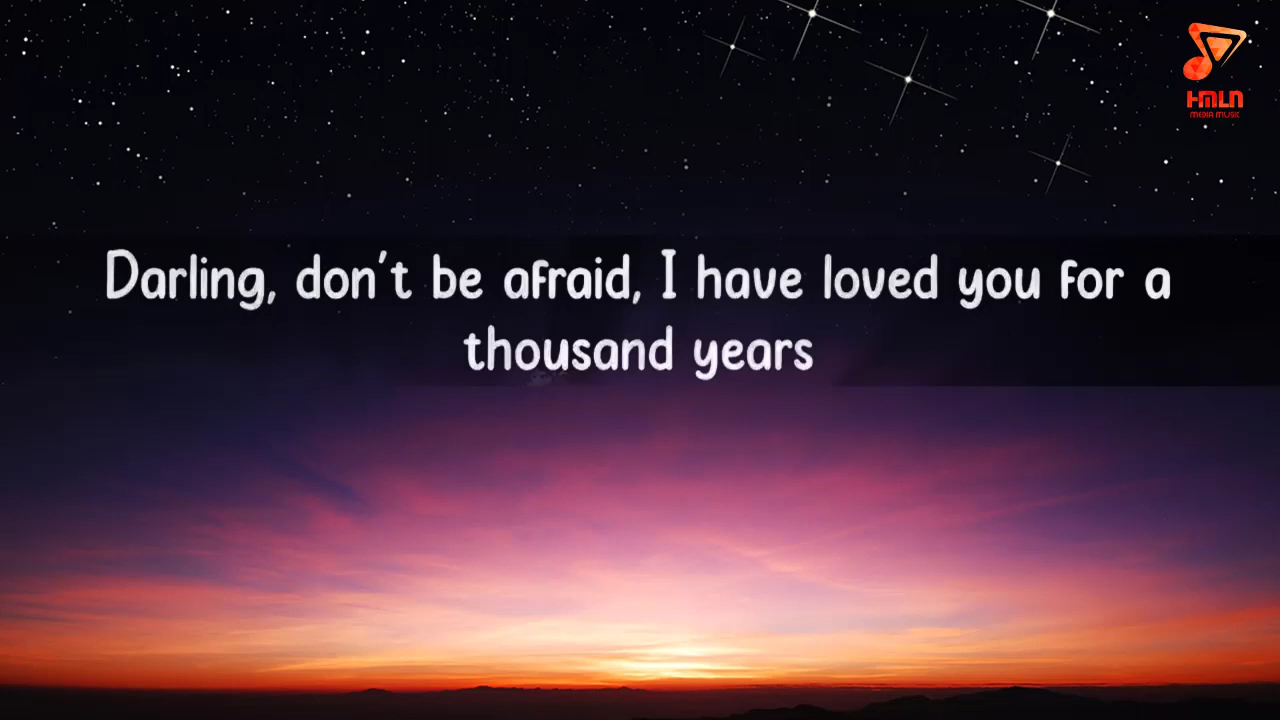 HMLN
MEDIA MUSIC
Darling, don't be afraid, I have loved you for a
thousand years